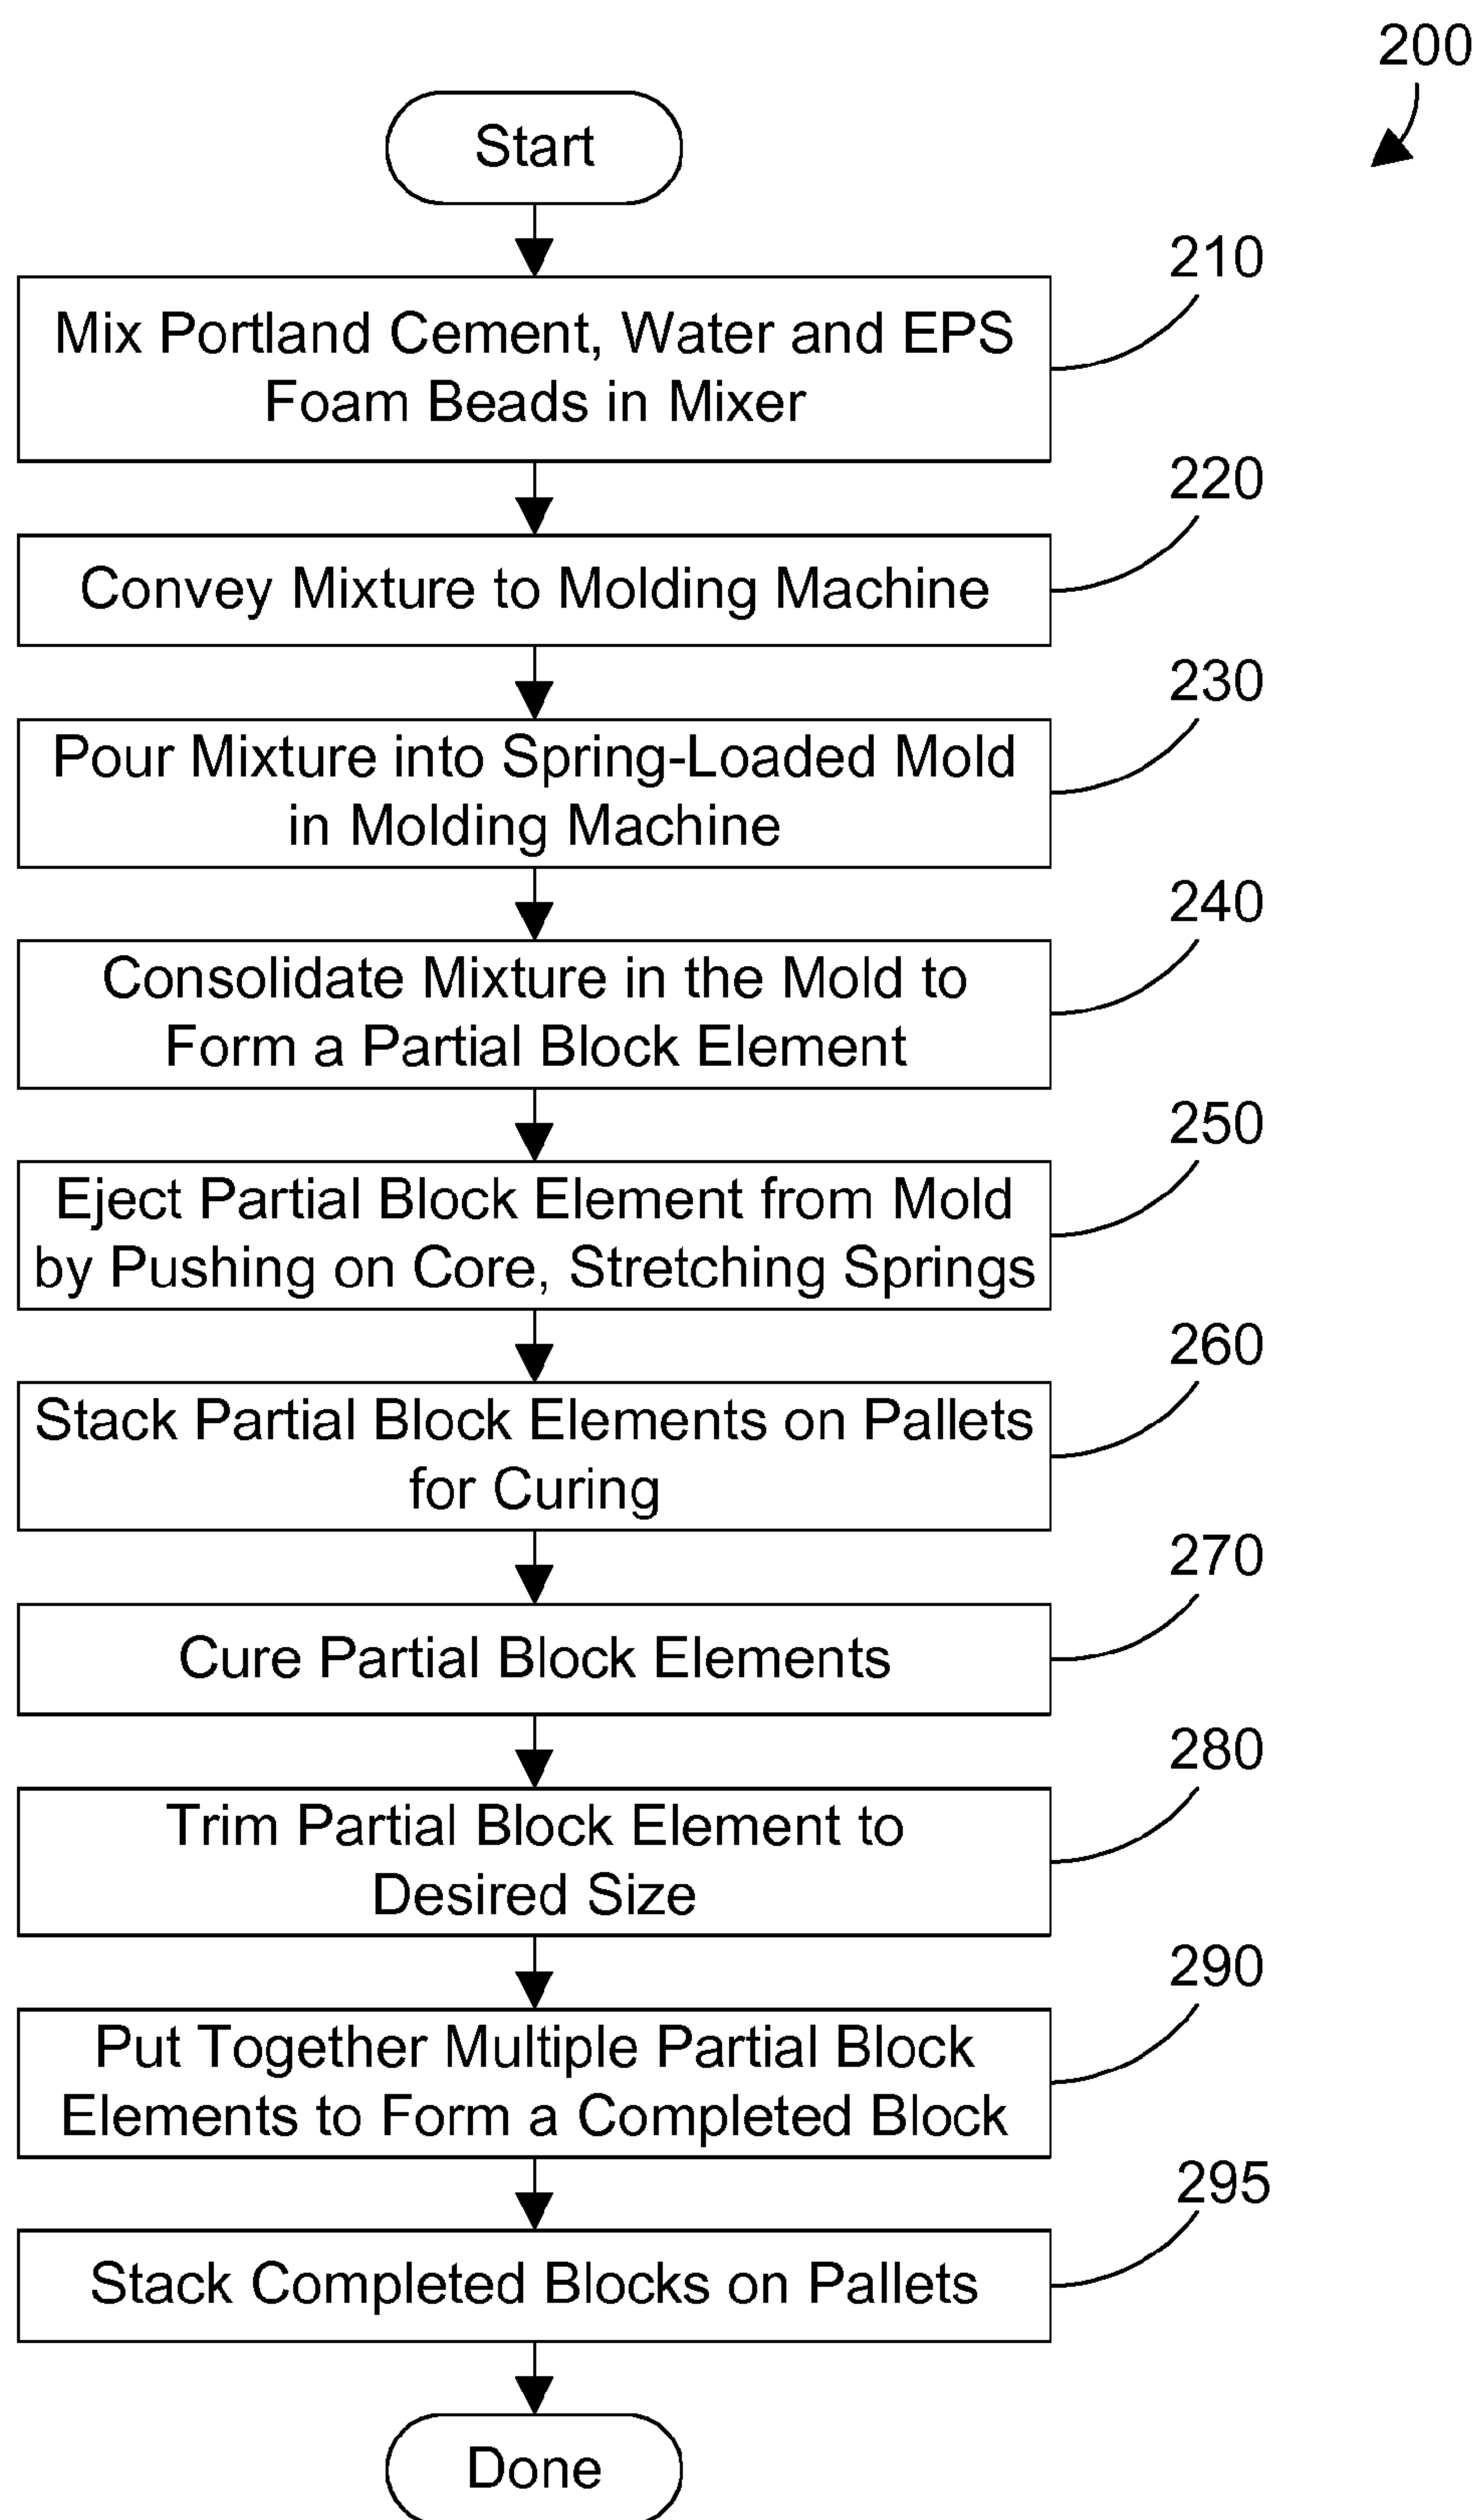 200
Start
210
Mix Portland Cement, Water and EPS
Foam Beads in Mixer
220
Convey Mixture to Molding Machine
230
Pour Mixture into Spring-Loaded Mold
in Molding Machine
240
Consolidate Mixture in the Mold to
Form a Partial Block Element
250
Eject Partial Block Element from Mold
by Pushing on Core, Stretching Springs
260
Stack Partial Block Elements on Pallets
for Curing
270
Cure Partial Block Elements
280
Trim Partial Block Element to
Desired Size
290
Put Together Multiple Partial Block
Elements to Form a Completed Block
295
Stack Completed Blocks on Pallets
Done